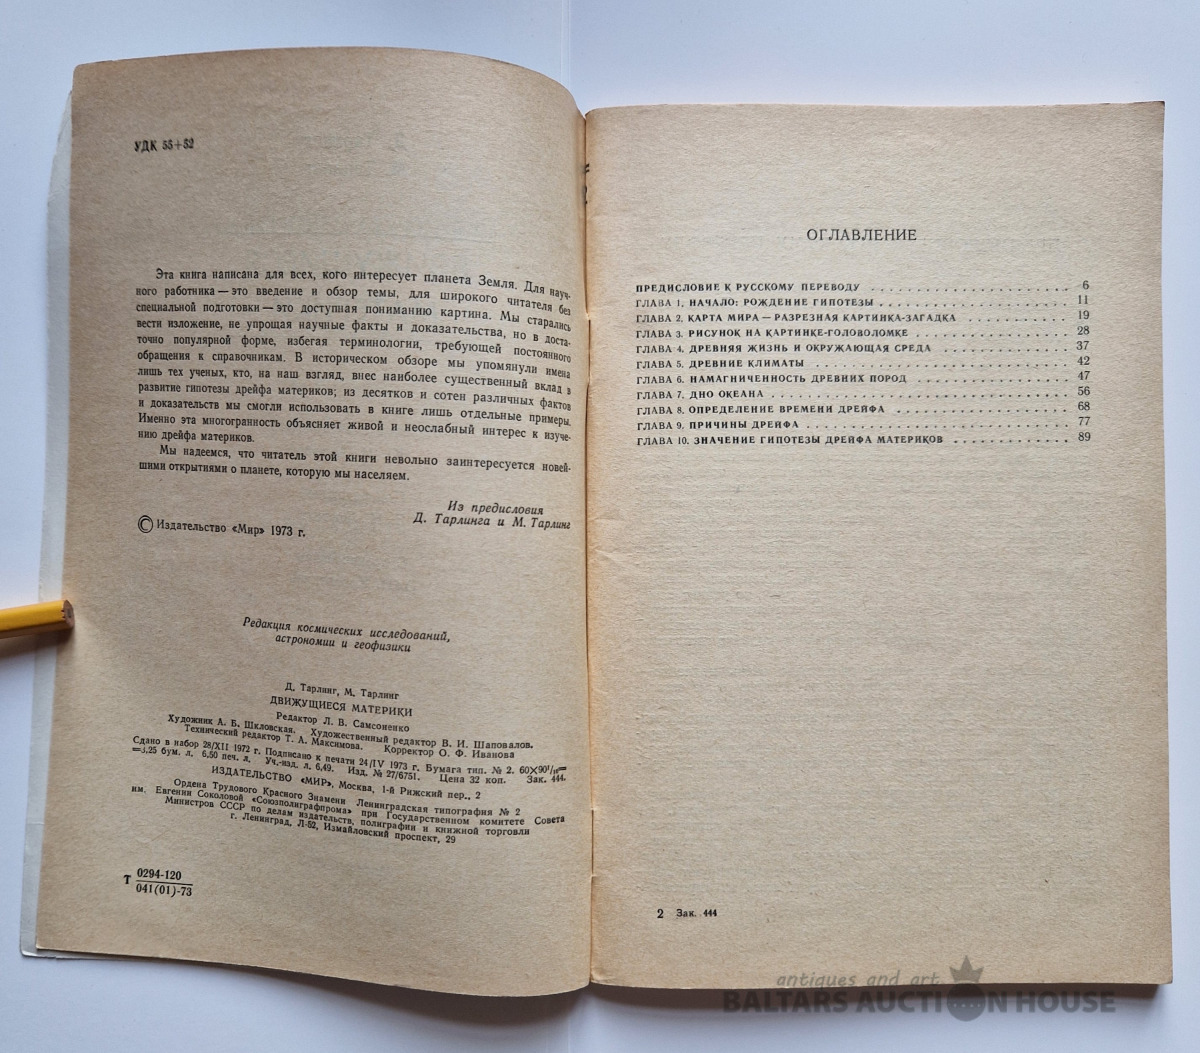 УДК 55+52
Эта книга написана для всех, кого интересует планета Земля. Для науч-
ного работника — это введение и обзор темы, для широкого читателя без
специальной подготовки — это доступная пониманию картина. Мы старались
вести изложение, не упрощая научные факты и доказательства, но в доста-
точно популярной форме, избегая терминологии, требующей постоянного
обращения к справочникам. В историческом обзоре мы упомянули имена
лишь тех ученых, кто, на наш взгляд, внес наиболее существенный вклад в
развитие гипотезы дрейфа материков; из десятков и сотен различных фактов
и доказательств мы смогли использовать в книге лишь отдельные примеры.
Именно эта многогранность объясняет живой и неослабный интерес к изуче-
нию дрейфа материков.
Мы надеемся, что читатель этой книги невольно заинтересуется новей-
шими открытиями о планете, которую мы населяем.
Из предисловия
Д. Тарлинга и М. Тарлинг
© Издательство «Мир» 1973 г.
Редакция космических исследований,
астрономии и геофизики
Д. Тарлинг, М. Тарлинг
ДВИЖУЩИЕСЯ МАТЕРИКИ
Редактор Л. В. Самсоненко
Художник А. Б. Шкловская. Художественный редактор В. И. Шаповалов.
Технический редактор Т. А. Максимова. Корректор О. Ф. Иванова
Сдано в набор 28/XII 1972 г. Подписано к печати 24/IV 1973 г. Бумага тип. № 2. 60×90¹/₁₆=
=3,25 бум. л. 6,50 печ. л. Уч.-изд. л. 6,49. Изд. № 27/6751. Цена 32 коп. Зак. 444.
ИЗДАТЕЛЬСТВО «МИР», Москва, 1-й Рижский пер., 2
Ордена Трудового Красного Знамени Ленинградская типография № 2
им. Евгении Соколовой «Союзполиграфпрома» при Государственном комитете Совета
Министров СССР по делам издательств, полиграфии и книжной торговли
г. Ленинград, Л-52, Измайловский проспект, 29
Т 0294-120
041(01)-73
ОГЛАВЛЕНИЕ
ПРЕДИСЛОВИЕ К РУССКОМУ ПЕРЕВОДУ 6
ГЛАВА 1. НАЧАЛО: РОЖДЕНИЕ ГИПОТЕЗЫ 11
ГЛАВА 2. КАРТА МИРА — РАЗРЕЗНАЯ КАРТИНКА-ЗАГАДКА 19
ГЛАВА 3. РИСУНОК НА КАРТИНКЕ-ГОЛОВОЛОМКЕ 28
ГЛАВА 4. ДРЕВНЯЯ ЖИЗНЬ И ОКРУЖАЮЩАЯ СРЕДА 37
ГЛАВА 5. ДРЕВНИЕ КЛИМАТЫ 42
ГЛАВА 6. НАМАГНИЧЕННОСТЬ ДРЕВНИХ ПОРОД 47
ГЛАВА 7. ДНО ОКЕАНА 56
ГЛАВА 8. ОПРЕДЕЛЕНИЕ ВРЕМЕНИ ДРЕЙФА 68
ГЛАВА 9. ПРИЧИНЫ ДРЕЙФА 77
ГЛАВА 10. ЗНАЧЕНИЕ ГИПОТЕЗЫ ДРЕЙФА МАТЕРИКОВ 89
2 Зак. 444
antiques and art
BALTARS AUCTION HOUSE